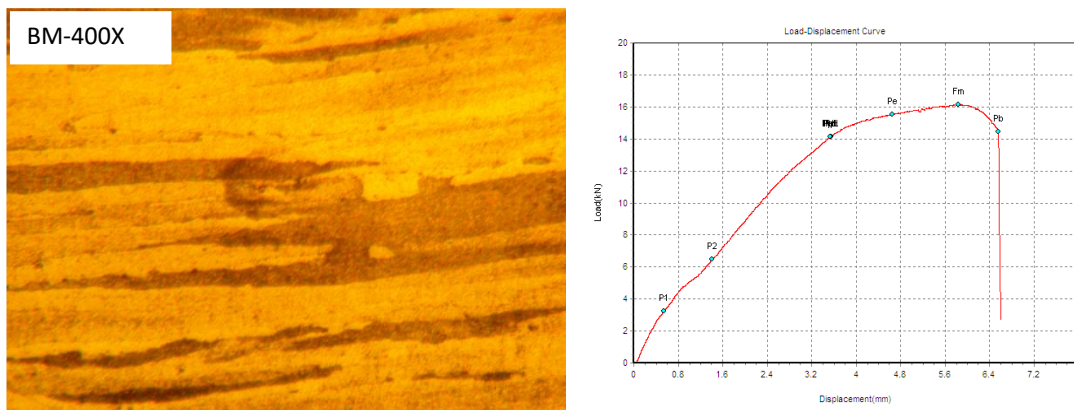 BM-400X
Load-Displacement Curve
20
18
16
14
12
10
8
6
4
2
0
Load(kN)
P1
P2
Pe
Fm
Pb
0
0.8
1.6
2.4
3.2
4
4.8
5.6
6.4
7.2
Displacement(mm)